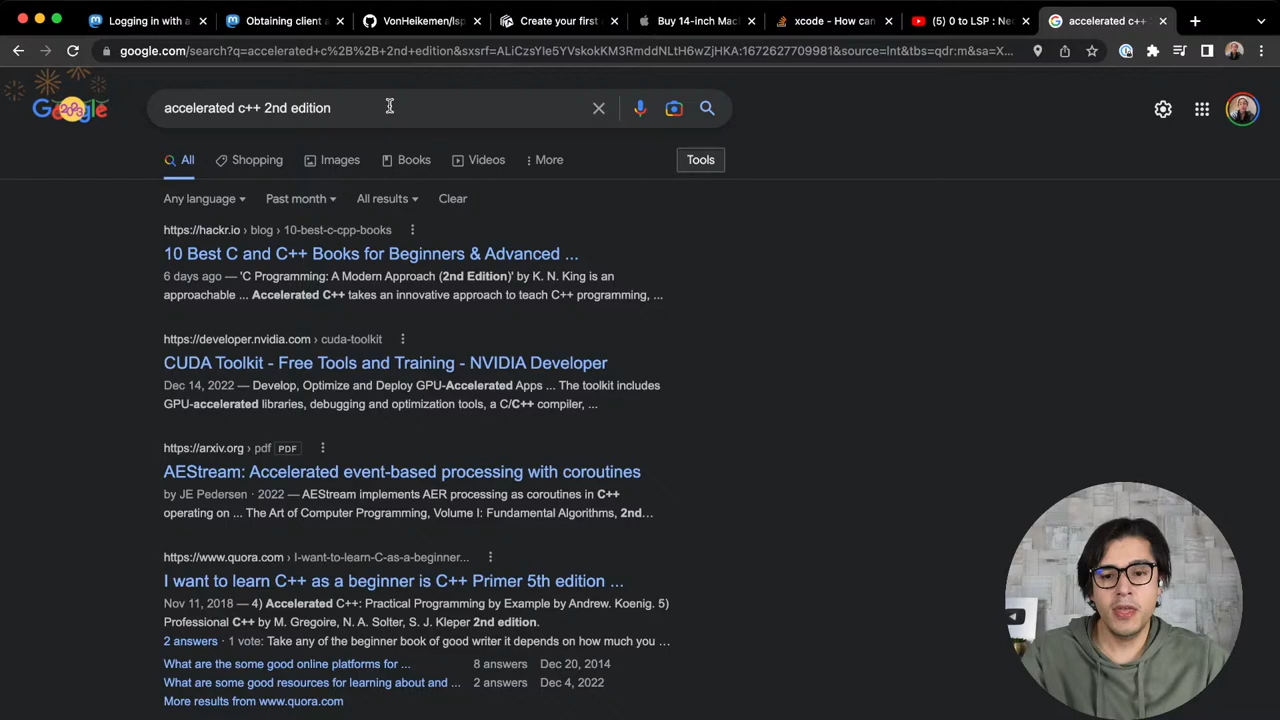 Logging in with a
Obtaining client a
VonHeikemen/lsp
Create your first
Buy 14-inch Mac
xcode - How can
(5) 0 to LSP : Neo
accelerated c++
google.com/search?q=accelerated+c%2B%2B+2nd+edition&sxsrf=ALiCzsYIe5YVskokKM3RmddNLtH6wZjHKA:1672627709981&source=lnt&tbs=qdr:m&sa=X...
Google
accelerated c++ 2nd edition
All
Shopping
Images
Books
Videos
More
Tools
Any language
Past month
All results
Clear
https://hackr.io › blog › 10-best-c-cpp-books
10 Best C and C++ Books for Beginners & Advanced ...
6 days ago — 'C Programming: A Modern Approach (2nd Edition)' by K. N. King is an
approachable ... Accelerated C++ takes an innovative approach to teach C++ programming, ...
https://developer.nvidia.com › cuda-toolkit
CUDA Toolkit - Free Tools and Training - NVIDIA Developer
Dec 14, 2022 — Develop, Optimize and Deploy GPU-Accelerated Apps ... The toolkit includes
GPU-accelerated libraries, debugging and optimization tools, a C/C++ compiler, ...
https://arxiv.org › pdf PDF
AEStream: Accelerated event-based processing with coroutines
by JE Pedersen · 2022 — AEStream implements AER processing as coroutines in C++
operating on ... The Art of Computer Programming, Volume I: Fundamental Algorithms, 2nd...
https://www.quora.com › I-want-to-learn-C-as-a-beginner...
I want to learn C++ as a beginner is C++ Primer 5th edition ...
Nov 11, 2018 — 4) Accelerated C++: Practical Programming by Example by Andrew. Koenig. 5)
Professional C++ by M. Gregoire, N. A. Solter, S. J. Kleper 2nd edition.
2 answers · 1 vote: Take any of the beginner book of good writer it depends on how much you ...
What are the some good online platforms for ... 8 answers Dec 20, 2014
What are some good resources for learning about and ... 2 answers Dec 4, 2022
More results from www.quora.com